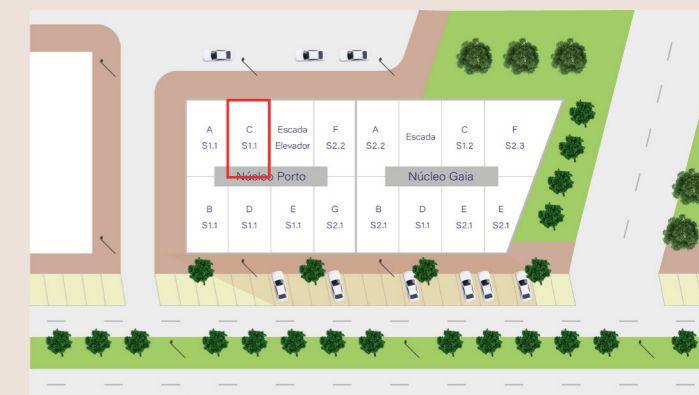 A
S1.1
C
S1.1
Escada
Elevador
F
S2.2
A
S2.2
Escada
C
S1.2
F
S2.3
Núcleo Porto
Núcleo Gaia
B
S1.1
D
S1.1
E
S1.1
G
S2.1
B
S2.1
D
S1.1
E
S2.1
E
S2.1